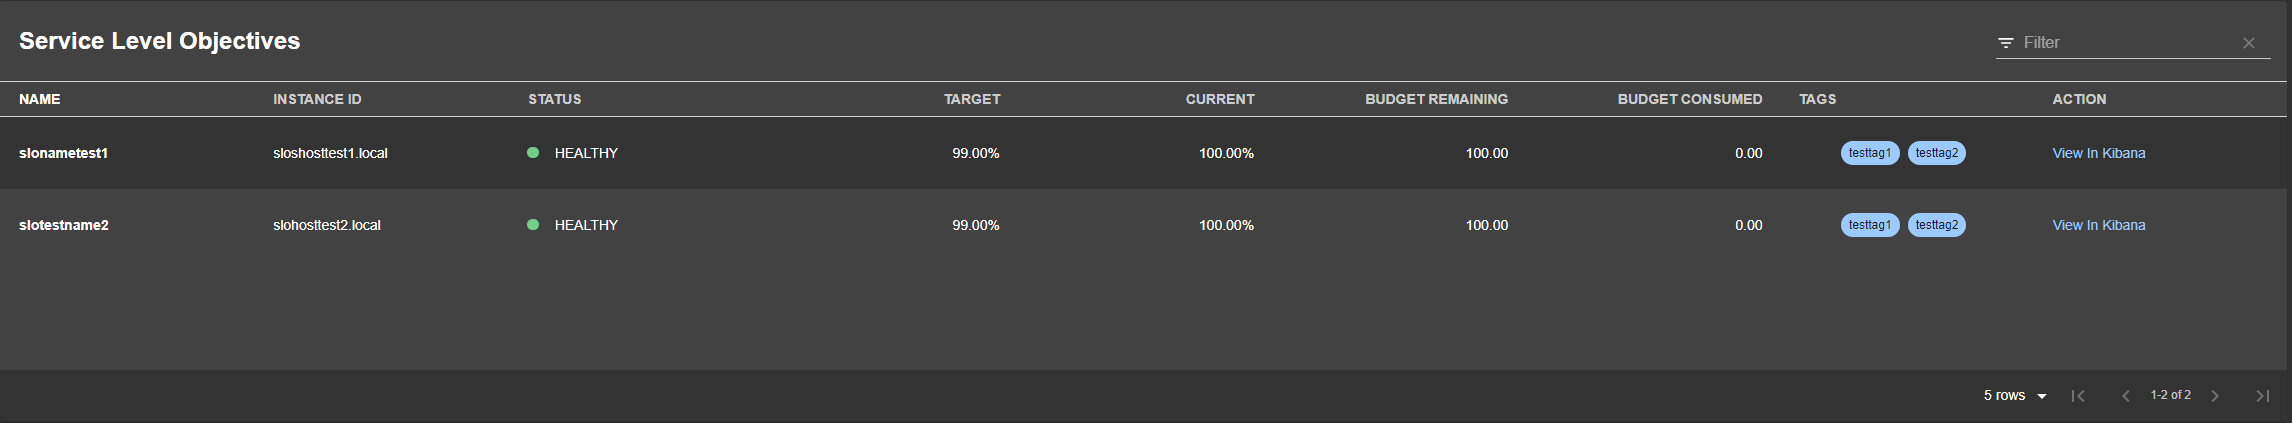 Service Level Objectives
Filter
NAME INSTANCE ID STATUS TARGET CURRENT BUDGET REMAINING BUDGET CONSUMED TAGS ACTION
slonametest1 sloshosttest1.local HEALTHY 99.00% 100.00% 100.00 0.00 testtag1 testtag2 View In Kibana
slotestname2 slohosttest2.local HEALTHY 99.00% 100.00% 100.00 0.00 testtag1 testtag2 View In Kibana
5 rows 1-2 of 2